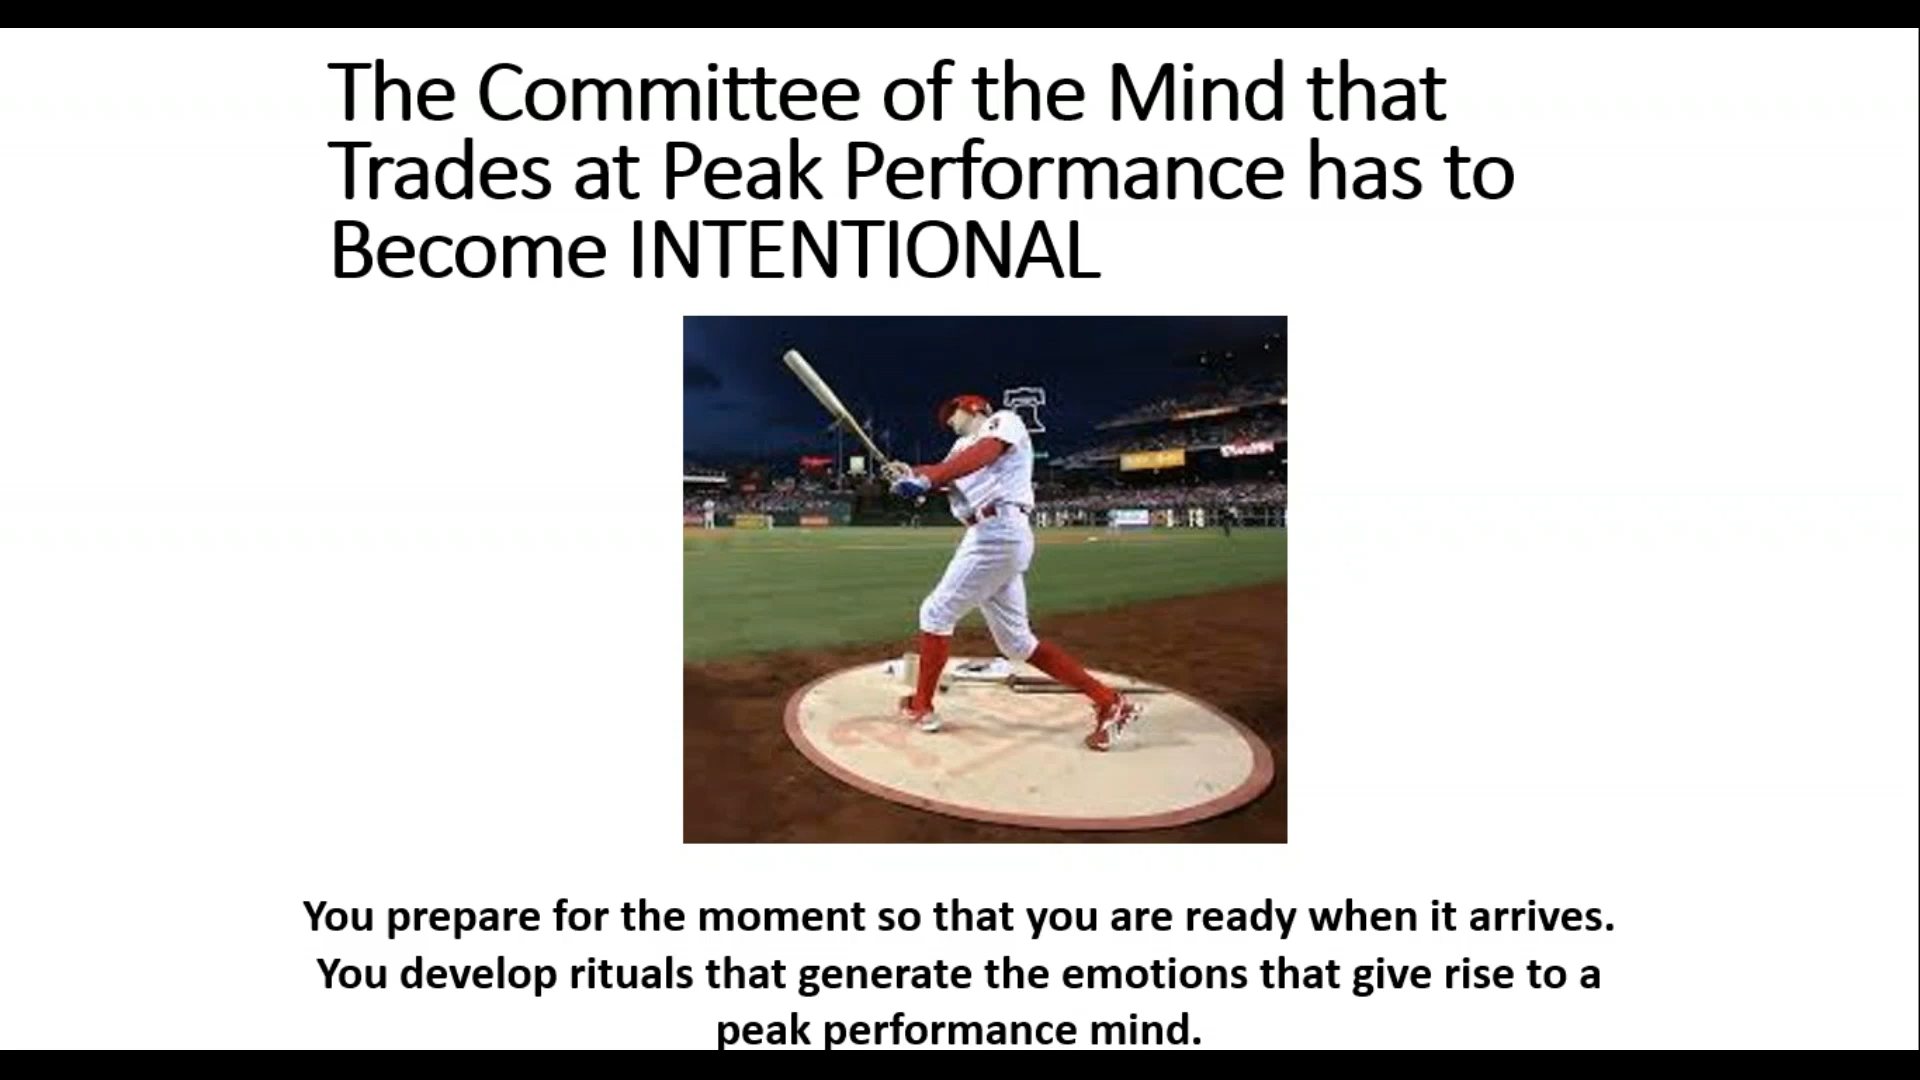 The Committee of the Mind that
Trades at Peak Performance has to
Become INTENTIONAL
You prepare for the moment so that you are ready when it arrives.
You develop rituals that generate the emotions that give rise to a
peak performance mind.